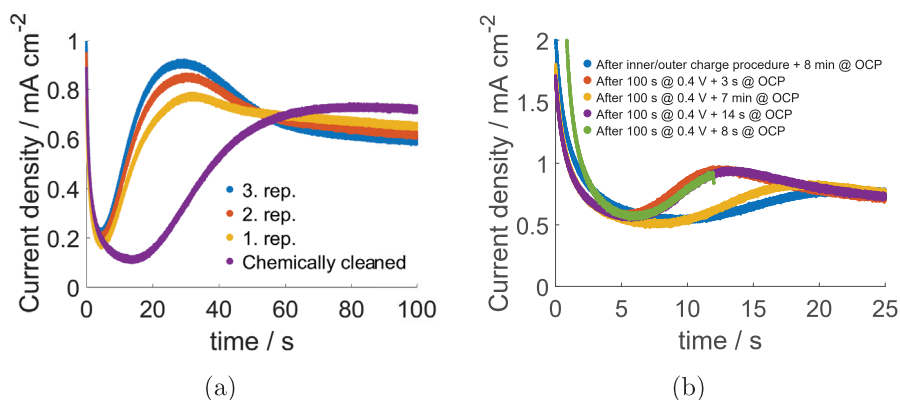 Current density / mA cm⁻²
1
0.8
0.6
0.4
0.2
0
0 20 40 60 80 100
time / s
3. rep.
2. rep.
1. rep.
Chemically cleaned
(a)
Current density / mA cm⁻²
2
1.5
1
0.5
0
0 5 10 15 20 25
time / s
After inner/outer charge procedure + 8 min @ OCP
After 100 s @ 0.4 V + 3 s @ OCP
After 100 s @ 0.4 V + 7 min @ OCP
After 100 s @ 0.4 V + 14 s @ OCP
After 100 s @ 0.4 V + 8 s @ OCP
(b)